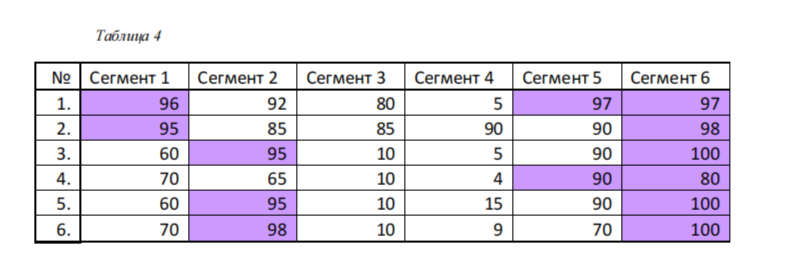 Таблица 4
№ Сегмент 1 Сегмент 2 Сегмент 3 Сегмент 4 Сегмент 5 Сегмент 6
1. 96 92 80 5 97 97
2. 95 85 85 90 90 98
3. 60 95 10 5 90 100
4. 70 65 10 4 90 80
5. 60 95 10 15 90 100
6. 70 98 10 9 70 100